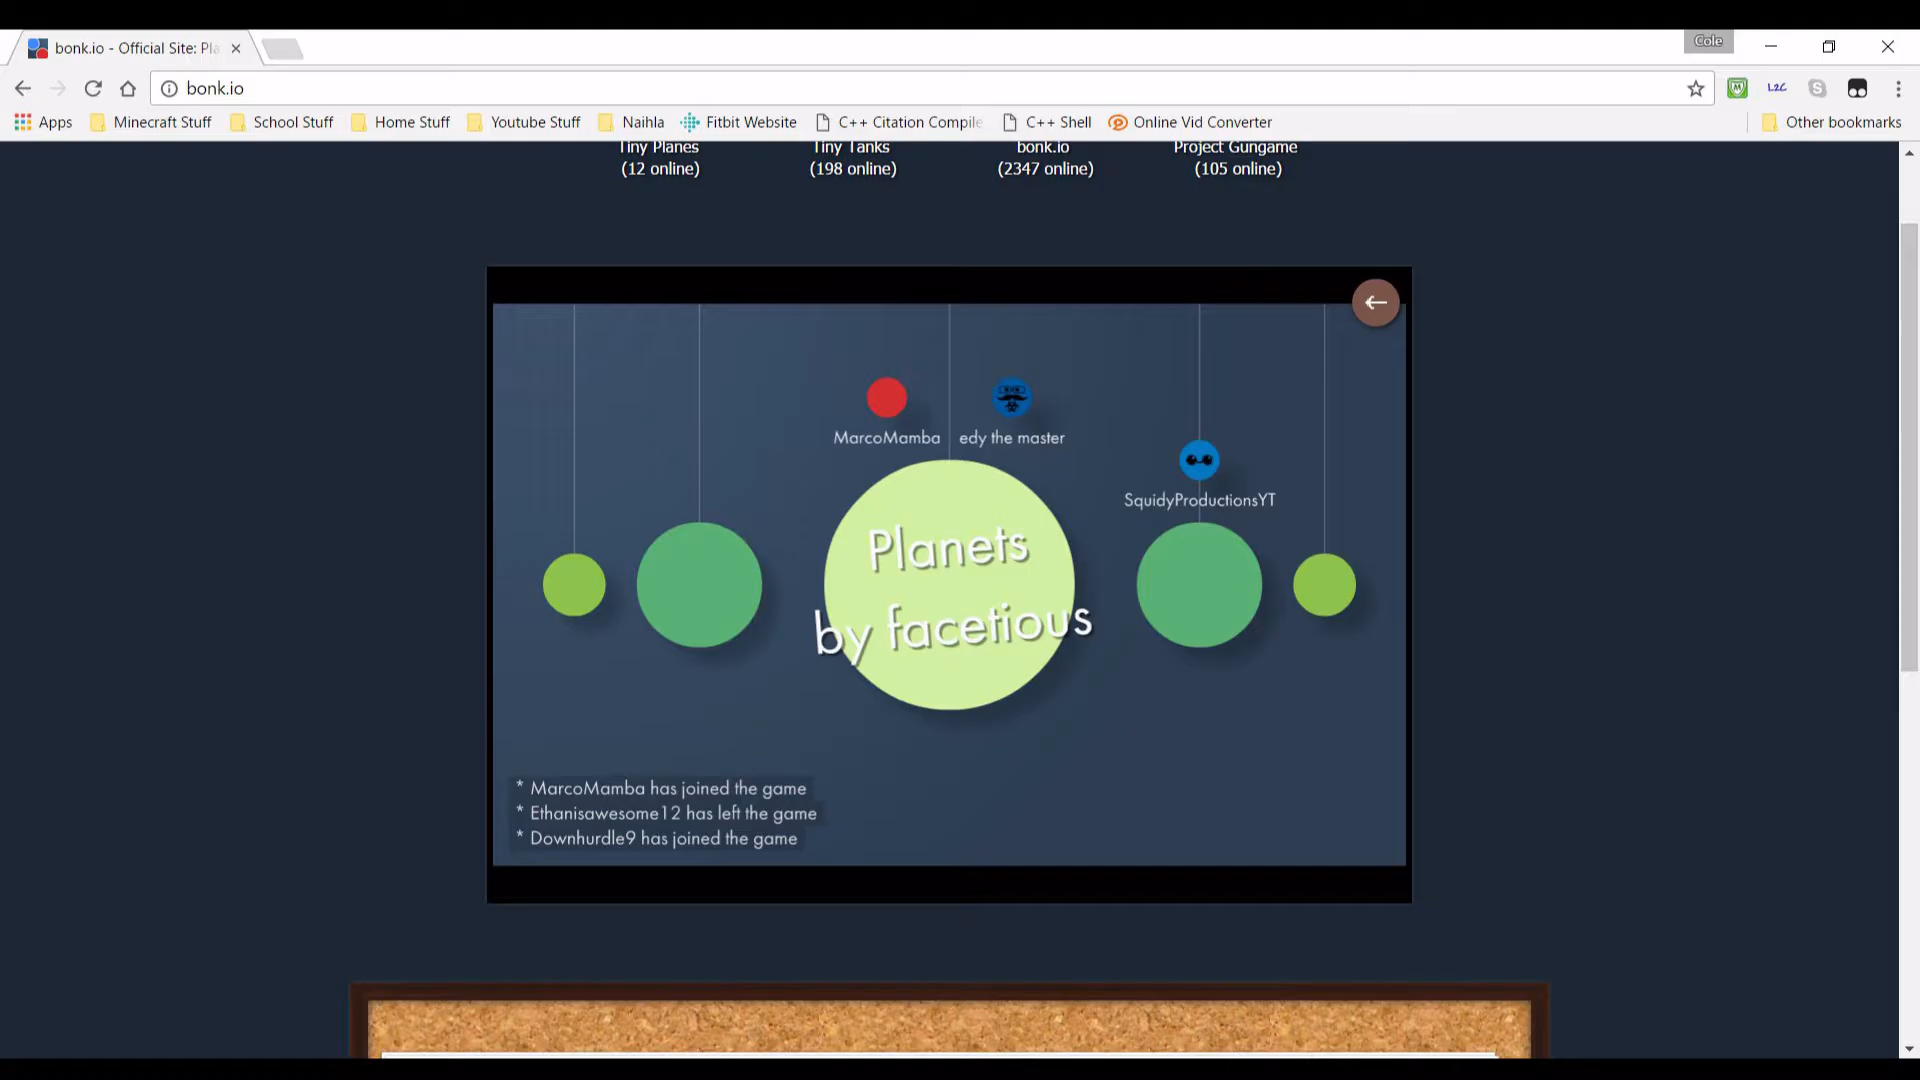 bonk.io - Official Site: Pla
Cole
bonk.io
Apps Minecraft Stuff School Stuff Home Stuff Youtube Stuff Naihla Fitbit Website C++ Citation Compile C++ Shell Online Vid Converter Other bookmarks
L2C
Tiny Planes Tiny Tanks bonk.io Project Gungame
(12 online) (198 online) (2347 online) (105 online)
MarcoMamba edy the master
SquidyProductionsYT
Planets
by facetious
* MarcoMamba has joined the game
* Ethanisawesome12 has left the game
* Downhurdle9 has joined the game